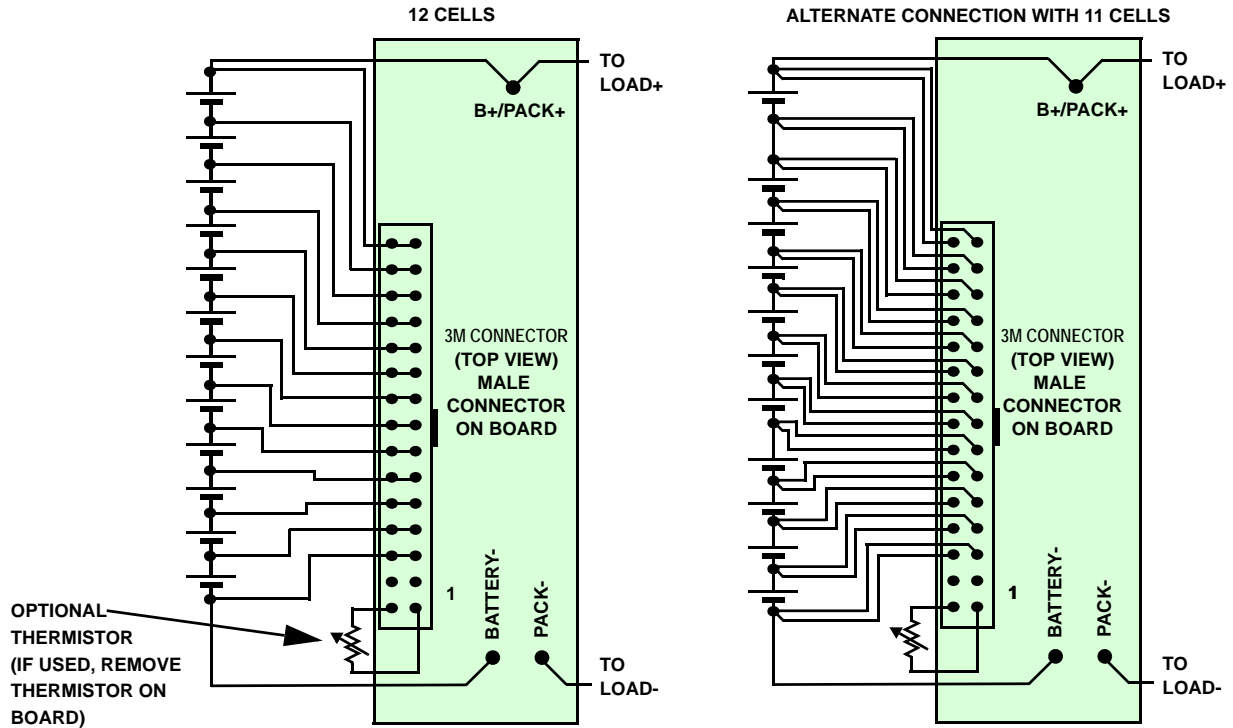 12 CELLS
TO
LOAD+
B+/PACK+
3M CONNECTOR
(TOP VIEW)
MALE
CONNECTOR
ON BOARD
1
BATTERY-
PACK-
OPTIONAL
THERMISTOR
(IF USED, REMOVE
THERMISTOR ON
BOARD)
TO
LOAD-
ALTERNATE CONNECTION WITH 11 CELLS
TO
LOAD+
B+/PACK+
3M CONNECTOR
(TOP VIEW)
MALE
CONNECTOR
ON BOARD
1
BATTERY-
PACK-
TO
LOAD-